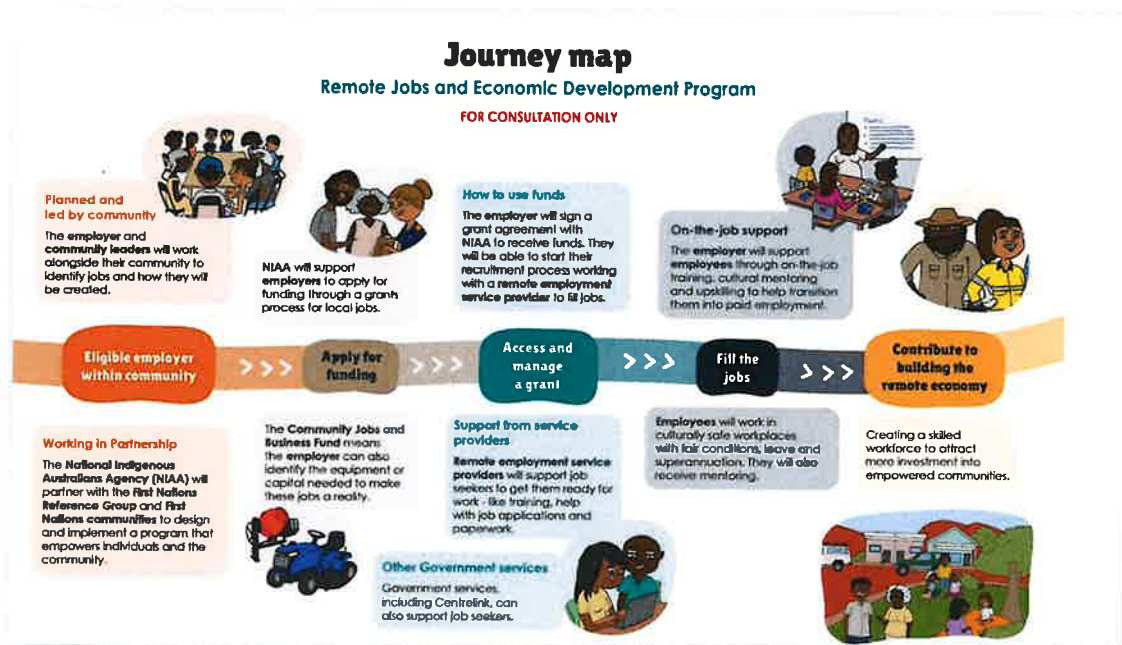 Journey map
Remote Jobs and Economic Development Program
FOR CONSULTATION ONLY
Planned and
led by community
The employer and
community leaders will work
alongside their community to
identify jobs and how they will
be created.
NIAA will support
employers to apply for
funding through a grants
process for local jobs.
How to use funds
The employer will sign a
grant agreement with
NIAA to receive funds. They
will be able to start their
recruitment process working
with a remote employment
service provider to fill jobs.
On-the-job support
The employer will support
employees through on-the-job
training, cultural mentoring
and upskilling to help transition
them into paid employment.
Eligible employer
within community
>>>
Apply for
funding
>>>
Access and
manage
a grant
>>>
Fill the
jobs
>>>
Contribute to
building the
remote economy
Working in Partnership
The National Indigenous
Australians Agency (NIAA) will
partner with the First Nations
Reference Group and First
Nations communities to design
and implement a program that
empowers individuals and the
community.
The Community Jobs and
Business Fund means
the employer can also
identify the equipment or
capital needed to make
these jobs a reality.
Support from service
providers
Remote employment service
providers will support job
seekers to get them ready for
work - like training, help
with job applications and
paperwork.
Other Government services
Government services,
including Centrelink, can
also support job seekers.
Employees will work in
culturally safe workplaces
with fair conditions, leave and
superannuation. They will also
receive mentoring.
Creating a skilled
workforce to attract
more investment into
empowered communities.